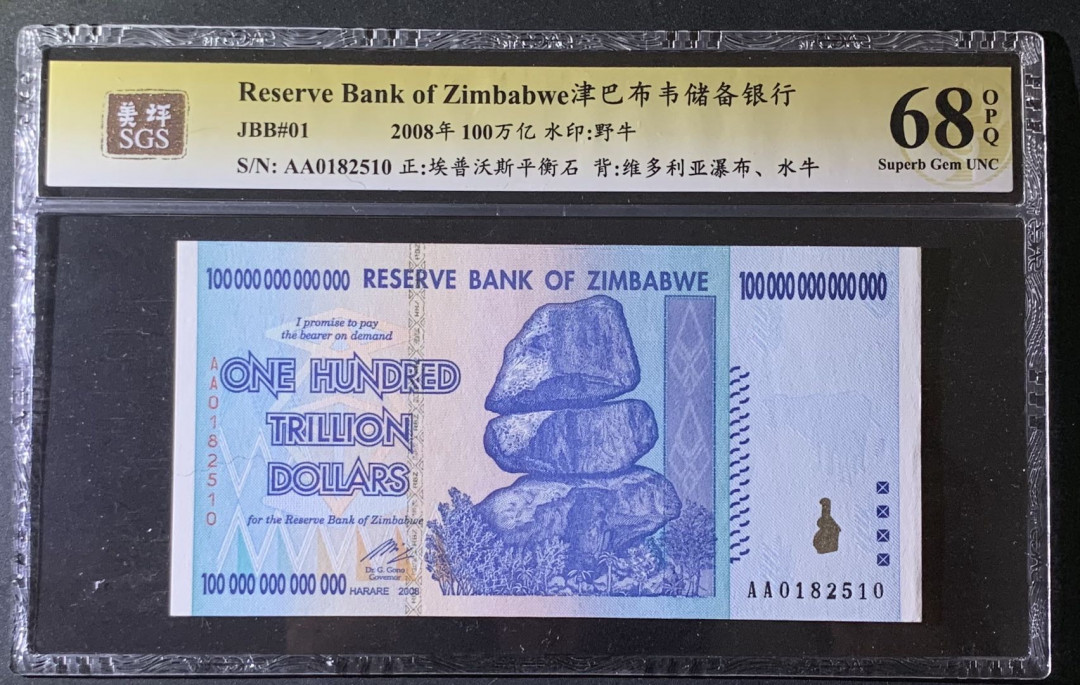 美评
SGS
Reserve Bank of Zimbabwe津巴布韦储备银行
JBB#01 2008年 100万亿 水印:野牛
S/N: AA0182510 正:埃普沃斯平衡石 背:维多利亚瀑布、水牛
68
OPQ
Superb Gem UNC
100 000 000 000 000 RESERVE BANK OF ZIMBABWE 100 000 000 000 000
I promise to pay
the bearer on demand
ONE HUNDRED
TRILLION
DOLLARS
AA0182510
for the Reserve Bank of Zimbabwe
Dr. G. Gono
Governor
100 000 000 000 000 HARARE 2008
AA0182510